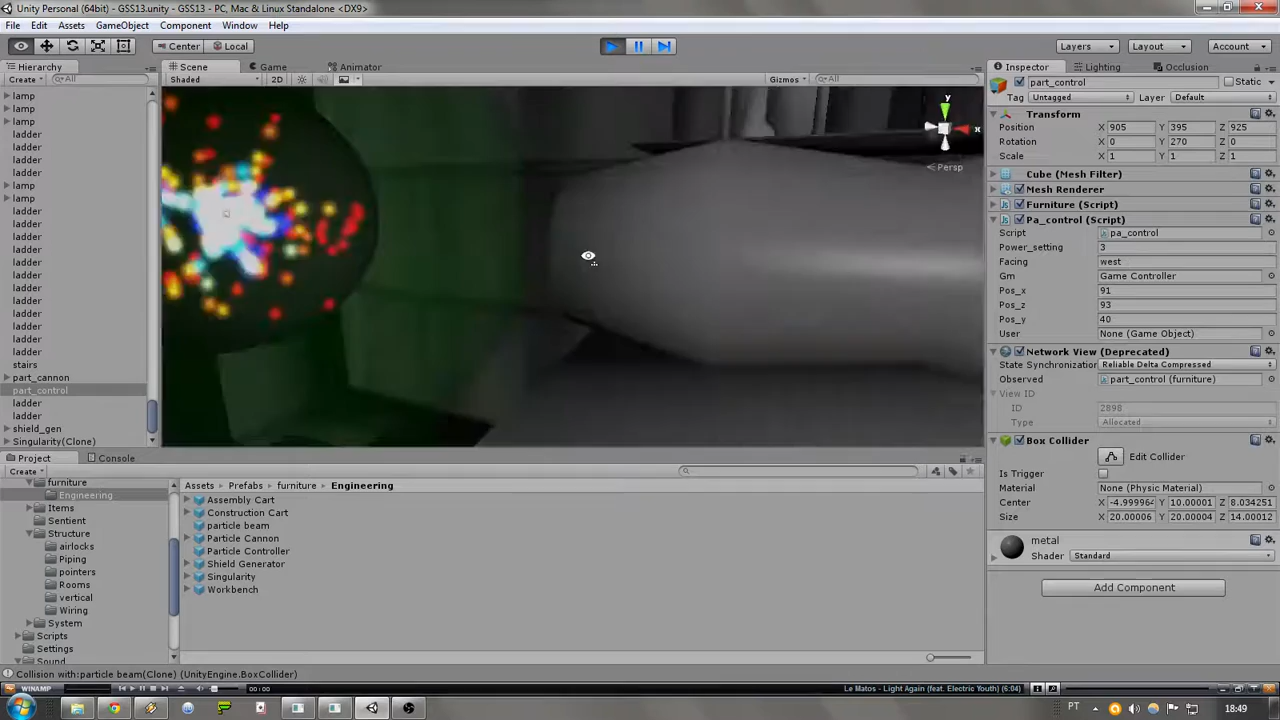 Unity Personal (64bit) - GSS13.unity - GSS13 - PC, Mac & Linux Standalone <DX9>
File Edit Assets GameObject Component Window Help
Center Local Layers Layout Account
Hierarchy Scene Game Animator Inspector Lighting Occlusion
Create All Shaded 2D Gizmos All part_control Static
Tag Untagged Layer Default
lamp
lamp
lamp
ladder
ladder
ladder
ladder
lamp
lamp
ladder
ladder
ladder
ladder
ladder
ladder
ladder
ladder
ladder
ladder
ladder
ladder
stairs
part_cannon
part_control
ladder
ladder
shield_gen
Singularity(Clone)
y
x
Persp
Transform
Position X 905 Y 395 Z 925
Rotation X 0 Y 270 Z 0
Scale X 1 Y 1 Z 1
Cube (Mesh Filter)
Mesh Renderer
Furniture (Script)
Pa_control (Script)
Script pa_control
Power_setting 3
Facing west
Gm Game Controller
Pos_x 91
Pos_z 93
Pos_y 40
User None (Game Object)
Network View (Deprecated)
State Synchronization Reliable Delta Compressed
Observed part_control (furniture)
View ID
ID 2898
Type Allocated
Box Collider
Edit Collider
Is Trigger
Material None (Physic Material)
Center X -4.999964 Y 10.00001 Z 8.034251
Size X 20.00006 Y 20.00004 Z 14.00012
metal
Shader Standard
Add Component
Project Console
Create
furniture
Engineering
Items
Sentient
Structure
airlocks
Piping
pointers
Rooms
vertical
Wiring
System
Scripts
Settings
Sound
Assets Prefabs furniture Engineering
Assembly Cart
Construction Cart
particle beam
Particle Cannon
Particle Controller
Shield Generator
Singularity
Workbench
Collision with:particle beam(Clone) (UnityEngine.BoxCollider)
WINAMP 00:00 Le Matos - Light Again (feat. Electric Youth) (6:04)
PT 18:49